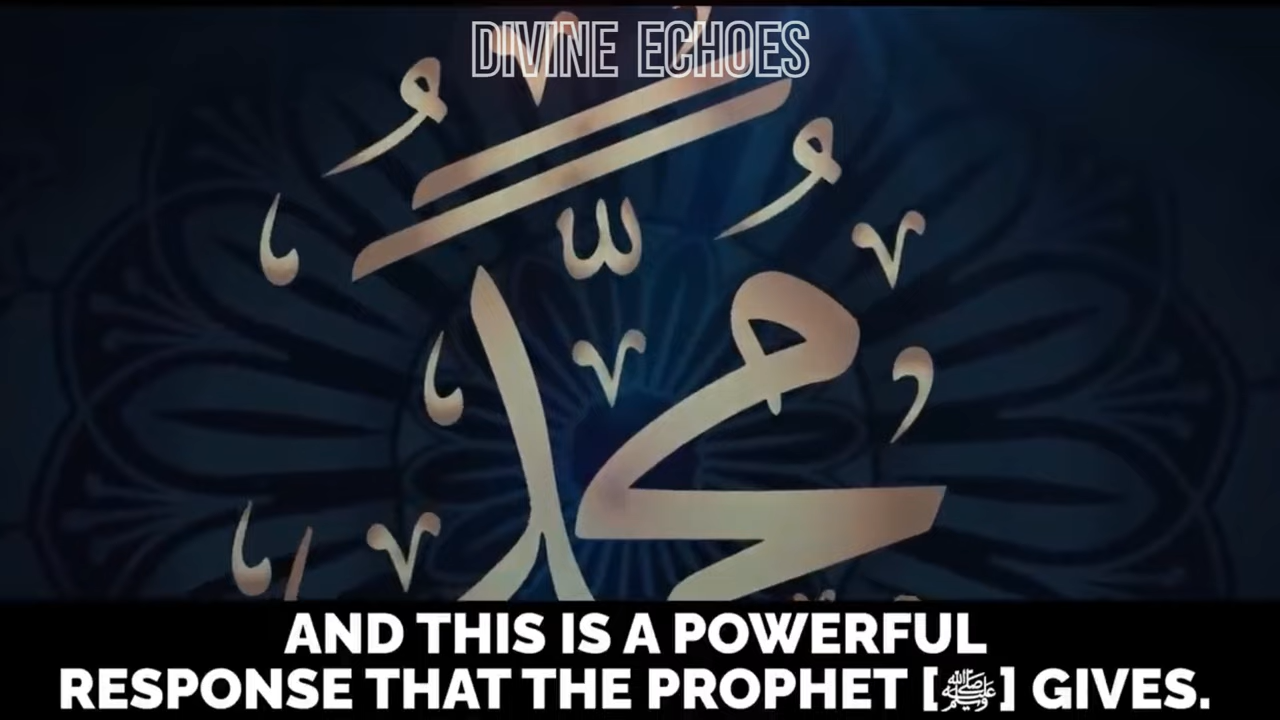 DIVINE ECHOES
محمد
AND THIS IS A POWERFUL
RESPONSE THAT THE PROPHET [ﷺ] GIVES.